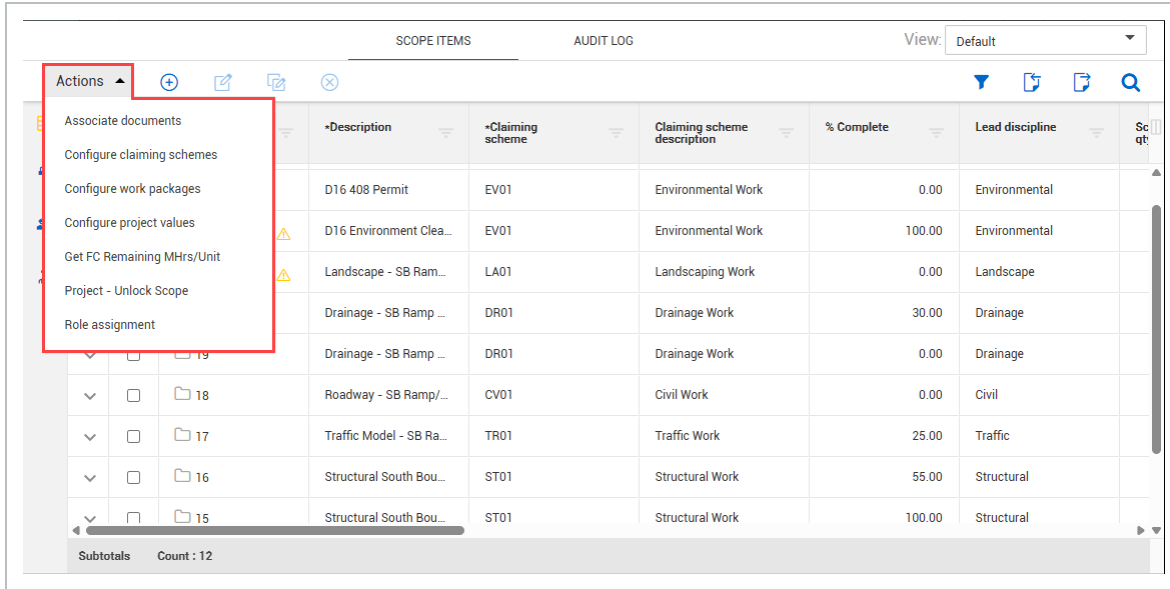 SCOPE ITEMS AUDIT LOG View: Default
Actions
Associate documents
Configure claiming schemes
Configure work packages
Configure project values
Get FC Remaining MHrs/Unit
Project - Unlock Scope
Role assignment
*Description *Claiming scheme Claiming scheme description % Complete Lead discipline
D16 408 Permit EV01 Environmental Work 0.00 Environmental
D16 Environment Clea... EV01 Environmental Work 100.00 Environmental
Landscape - SB Ram... LA01 Landscaping Work 0.00 Landscape
Drainage - SB Ramp ... DR01 Drainage Work 30.00 Drainage
19 Drainage - SB Ramp ... DR01 Drainage Work 0.00 Drainage
18 Roadway - SB Ramp/... CV01 Civil Work 0.00 Civil
17 Traffic Model - SB Ra... TR01 Traffic Work 25.00 Traffic
16 Structural South Bou... ST01 Structural Work 55.00 Structural
15 Structural South Bou... ST01 Structural Work 100.00 Structural
Subtotals Count : 12